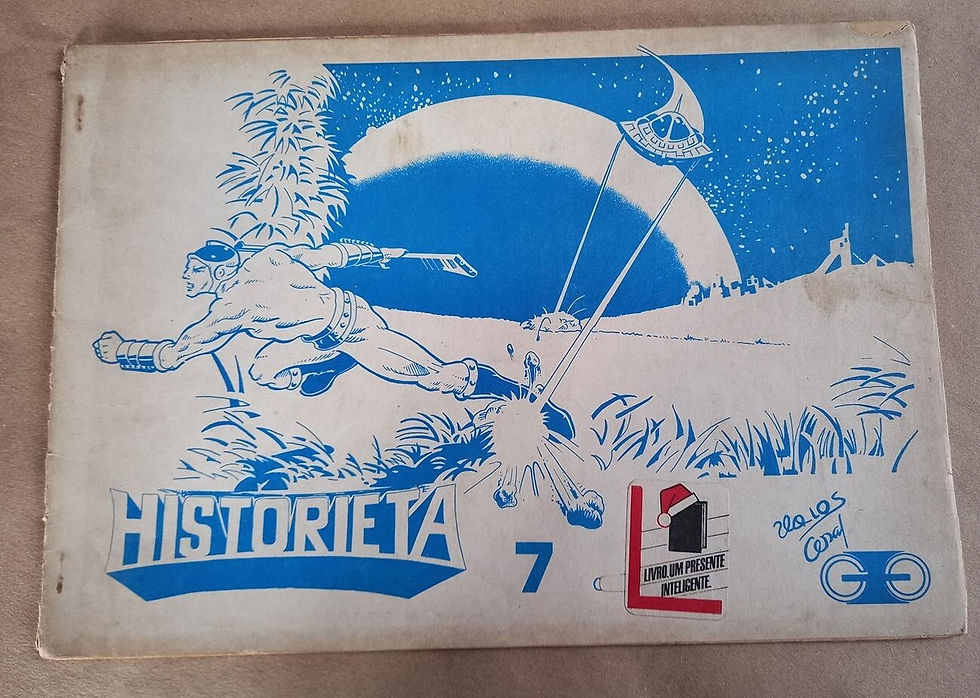 HISTORIETA
7
LIVRO. UM PRESENTE
INTELIGENTE.